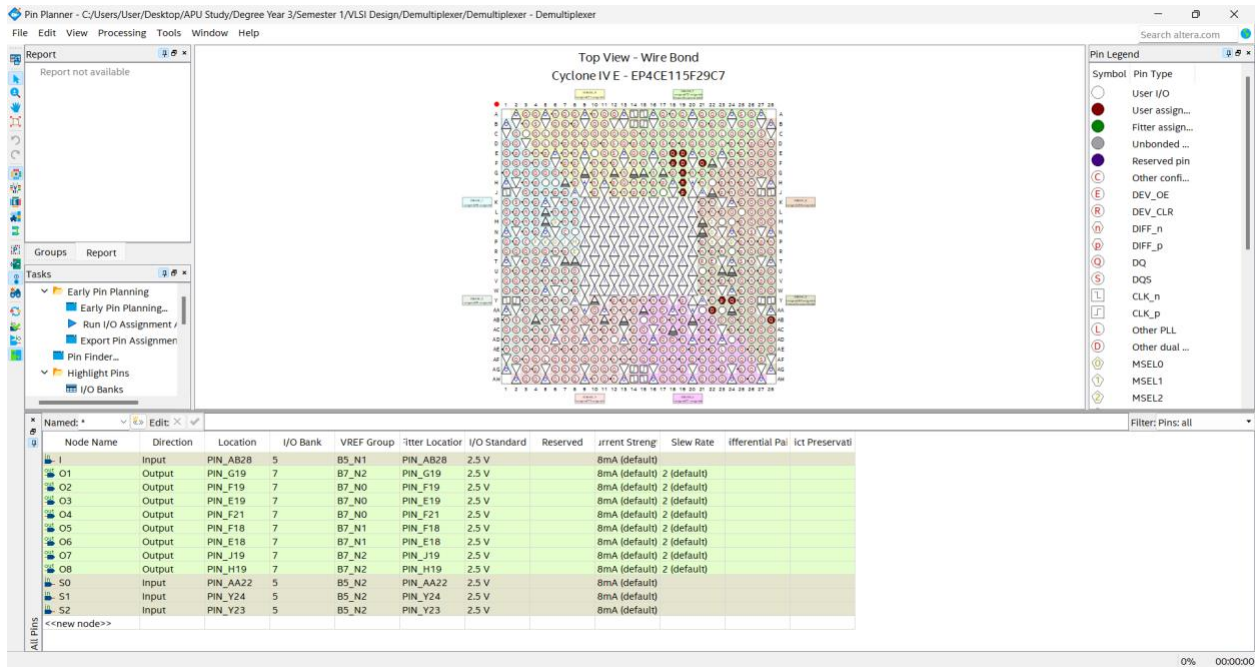 Pin Planner - C:/Users/User/Desktop/APU Study/Degree Year 3/Semester 1/VLSI Design/Demultiplexer/Demultiplexer - Demultiplexer
File Edit View Processing Tools Window Help
Search altera.com
Report
Report not available
Groups Report
Tasks
Early Pin Planning
Early Pin Planning...
Run I/O Assignment A
Export Pin Assignmen
Pin Finder...
Highlight Pins
I/O Banks
Top View - Wire Bond
Cyclone IV E - EP4CE115F29C7
Pin Legend
Symbol Pin Type
User I/O
User assign...
Fitter assign...
Unbonded ...
Reserved pin
Other confi...
DEV_OE
DEV_CLR
DIFF_n
DIFF_p
DQ
DQS
CLK_n
CLK_p
Other PLL
Other dual ...
MSEL0
MSEL1
MSEL2
Named: * Edit: Filter: Pins: all
Node Name Direction Location I/O Bank VREF Group Fitter Location I/O Standard Reserved urrent Streng Slew Rate ifferential Pai ict Preservati
I Input PIN_AB28 5 B5_N1 PIN_AB28 2.5 V 8mA (default)
O1 Output PIN_G19 7 B7_N2 PIN_G19 2.5 V 8mA (default) 2 (default)
O2 Output PIN_F19 7 B7_N0 PIN_F19 2.5 V 8mA (default) 2 (default)
O3 Output PIN_E19 7 B7_N0 PIN_E19 2.5 V 8mA (default) 2 (default)
O4 Output PIN_F21 7 B7_N0 PIN_F21 2.5 V 8mA (default) 2 (default)
O5 Output PIN_F18 7 B7_N1 PIN_F18 2.5 V 8mA (default) 2 (default)
O6 Output PIN_E18 7 B7_N1 PIN_E18 2.5 V 8mA (default) 2 (default)
O7 Output PIN_J19 7 B7_N2 PIN_J19 2.5 V 8mA (default) 2 (default)
O8 Output PIN_H19 7 B7_N2 PIN_H19 2.5 V 8mA (default) 2 (default)
S0 Input PIN_AA22 5 B5_N2 PIN_AA22 2.5 V 8mA (default)
S1 Input PIN_Y24 5 B5_N2 PIN_Y24 2.5 V 8mA (default)
S2 Input PIN_Y23 5 B5_N2 PIN_Y23 2.5 V 8mA (default)
<<new node>>
All Pins
0% 00:00:00